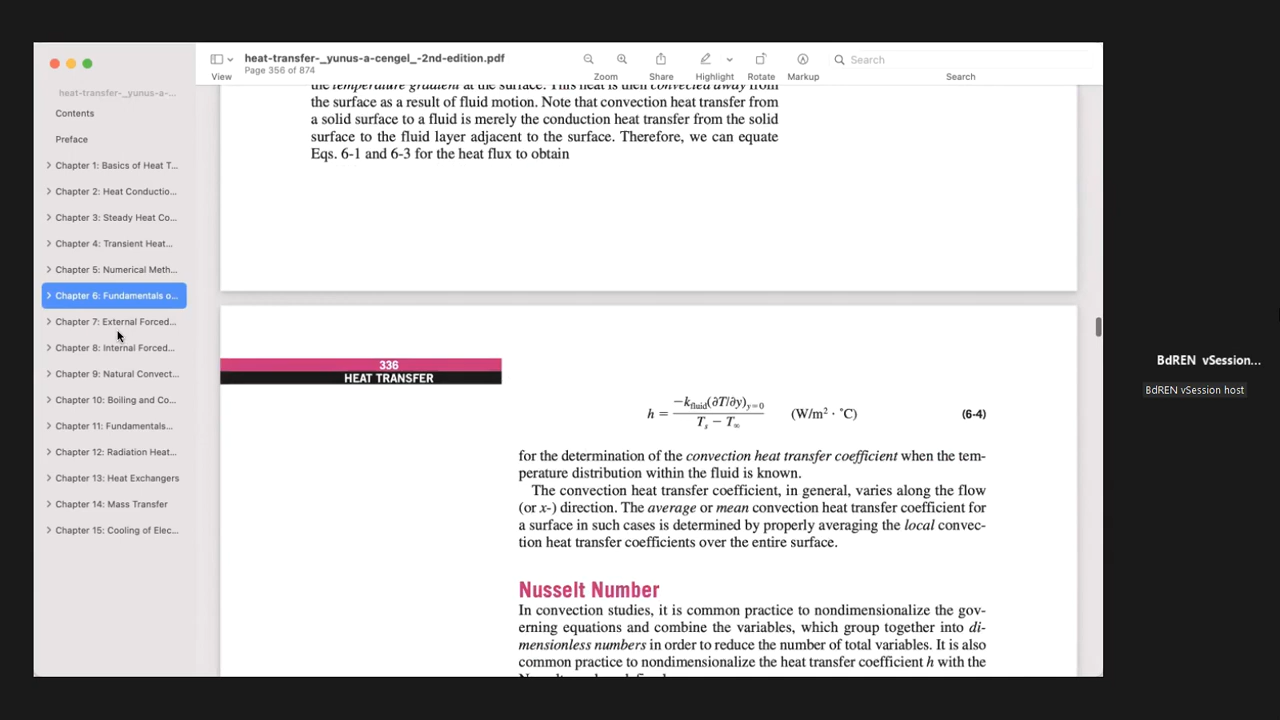 heat-transfer-_yunus-a-cengel_-2nd-edition.pdf
Page 356 of 874
View
Zoom
Share
Highlight
Rotate
Markup
Search
Search
heat-transfer-_yunus-a-...
Contents
Preface
Chapter 1: Basics of Heat T...
Chapter 2: Heat Conductio...
Chapter 3: Steady Heat Co...
Chapter 4: Transient Heat...
Chapter 5: Numerical Meth...
Chapter 6: Fundamentals o...
Chapter 7: External Forced...
Chapter 8: Internal Forced...
Chapter 9: Natural Convect...
Chapter 10: Boiling and Co...
Chapter 11: Fundamentals...
Chapter 12: Radiation Heat...
Chapter 13: Heat Exchangers
Chapter 14: Mass Transfer
Chapter 15: Cooling of Elec...
the temperature gradient at the surface. This heat is then convected away from
the surface as a result of fluid motion. Note that convection heat transfer from
a solid surface to a fluid is merely the conduction heat transfer from the solid
surface to the fluid layer adjacent to the surface. Therefore, we can equate
Eqs. 6-1 and 6-3 for the heat flux to obtain
336
HEAT TRANSFER
h = −k_fluid(∂T/∂y)_y=0 / T_s − T_∞ (W/m² · °C) (6-4)
for the determination of the convection heat transfer coefficient when the tem-
perature distribution within the fluid is known.
The convection heat transfer coefficient, in general, varies along the flow
(or x-) direction. The average or mean convection heat transfer coefficient for
a surface in such cases is determined by properly averaging the local convec-
tion heat transfer coefficients over the entire surface.
Nusselt Number
In convection studies, it is common practice to nondimensionalize the gov-
erning equations and combine the variables, which group together into di-
mensionless numbers in order to reduce the number of total variables. It is also
common practice to nondimensionalize the heat transfer coefficient h with the
BdREN vSession...
BdREN vSession host